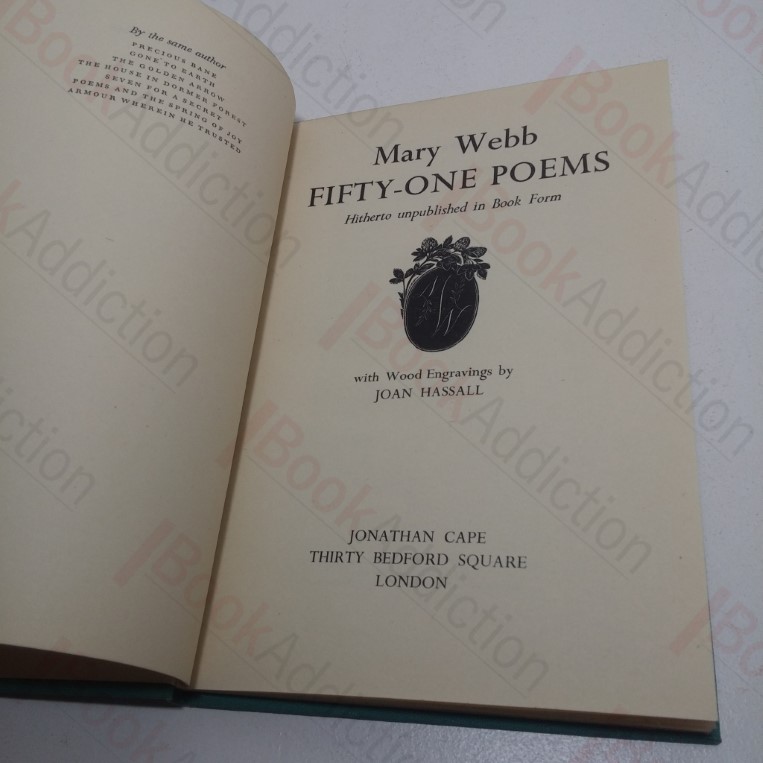 By the same author
PRECIOUS BANE
GONE TO EARTH
THE GOLDEN ARROW
THE HOUSE IN DORMER FOREST
SEVEN FOR A SECRET
POEMS AND THE SPRING OF JOY
ARMOUR WHEREIN HE TRUSTED
Mary Webb
FIFTY-ONE POEMS
Hitherto unpublished in Book Form
MW
with Wood Engravings by
JOAN HASSALL
JONATHAN CAPE
THIRTY BEDFORD SQUARE
LONDON
BookAddiction